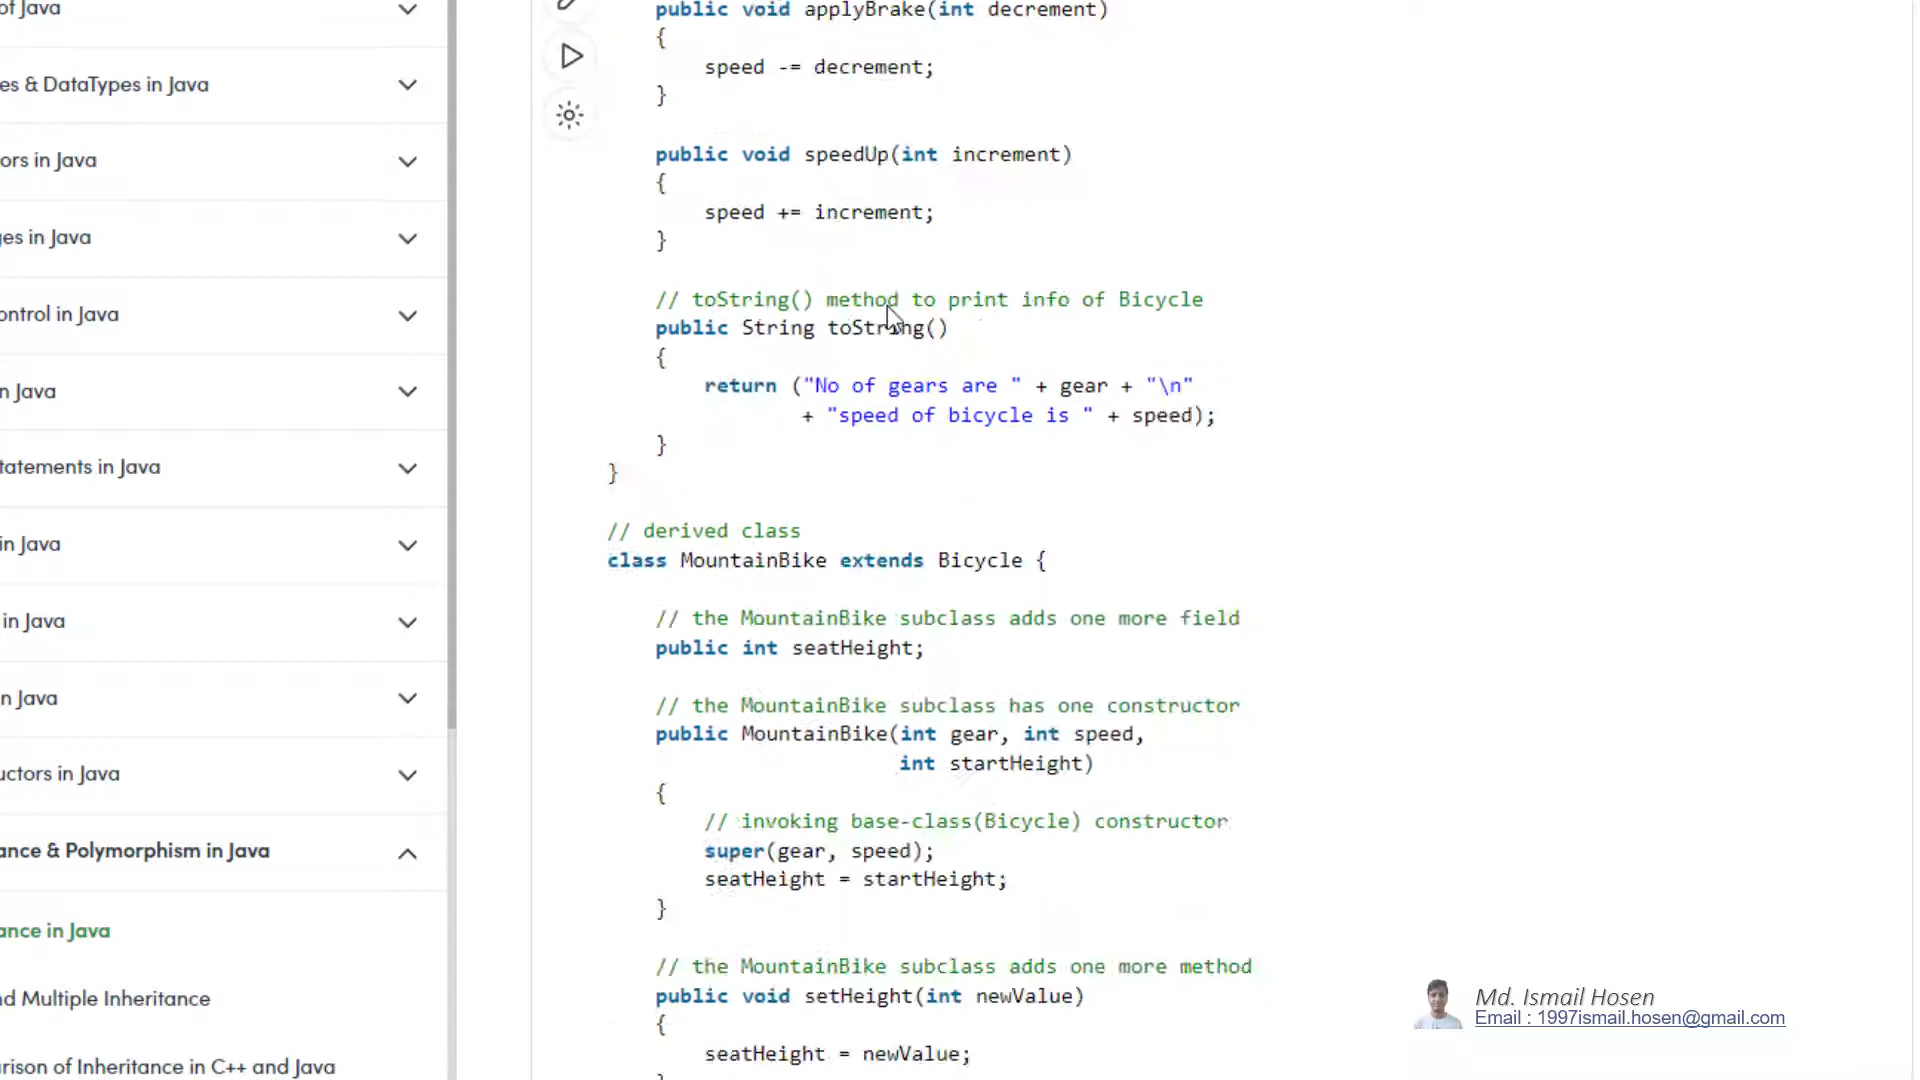 of Java
es & DataTypes in Java
ors in Java
ges in Java
ontrol in Java
n Java
tatements in Java
in Java
in Java
n Java
uctors in Java
ance & Polymorphism in Java
ance in Java
nd Multiple Inheritance
rison of Inheritance in C++ and Java
public void applyBrake(int decrement)
{
speed -= decrement;
}
public void speedUp(int increment)
{
speed += increment;
}
// toString() method to print info of Bicycle
public String toString()
{
return ("No of gears are " + gear + "\n"
+ "speed of bicycle is " + speed);
}
}
// derived class
class MountainBike extends Bicycle {
// the MountainBike subclass adds one more field
public int seatHeight;
// the MountainBike subclass has one constructor
public MountainBike(int gear, int speed,
int startHeight)
{
// invoking base-class(Bicycle) constructor
super(gear, speed);
seatHeight = startHeight;
}
// the MountainBike subclass adds one more method
public void setHeight(int newValue)
{
seatHeight = newValue;
}
Md. Ismail Hosen
Email : 1997ismail.hosen@gmail.com